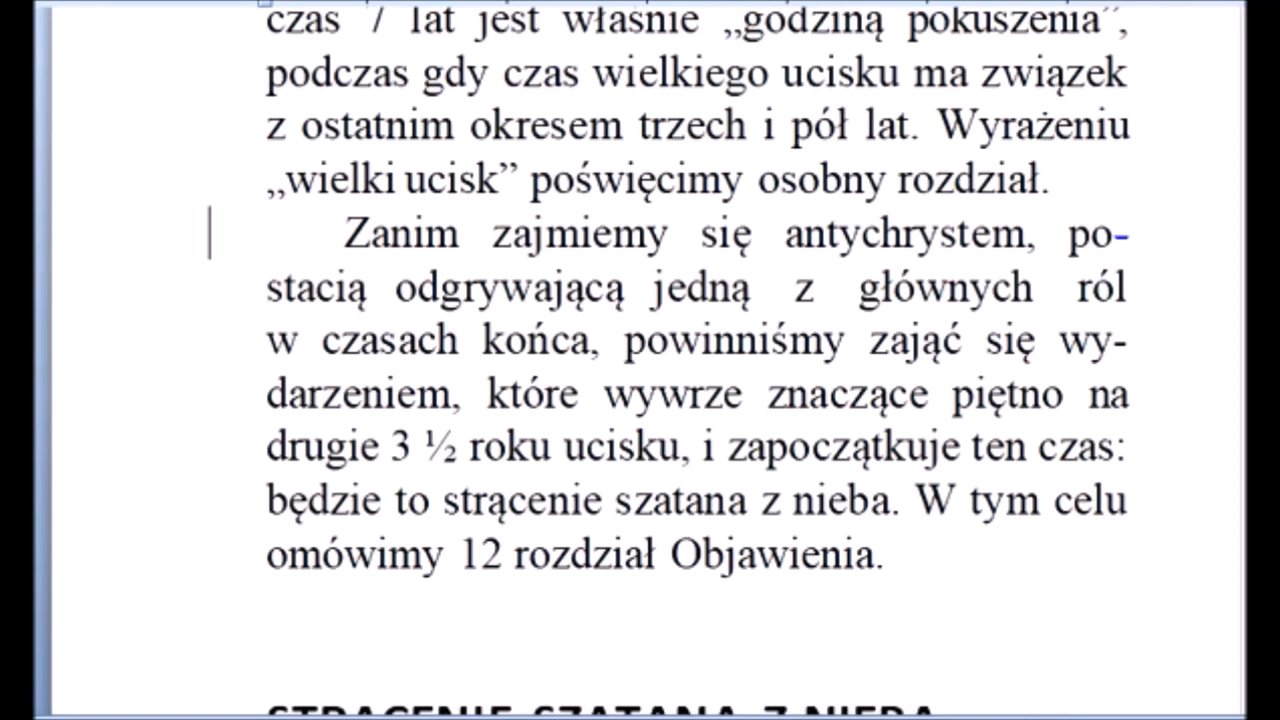 czas 7 lat jest właśnie „godziną pokuszenia”,
podczas gdy czas wielkiego ucisku ma związek
z ostatnim okresem trzech i pół lat. Wyrażeniu
„wielki ucisk” poświęcimy osobny rozdział.
Zanim zajmiemy się antychrystem, po-
stacią odgrywającą jedną z głównych ról
w czasach końca, powinniśmy zająć się wy-
darzeniem, które wywrze znaczące piętno na
drugie 3 ½ roku ucisku, i zapoczątkuje ten czas:
będzie to strącenie szatana z nieba. W tym celu
omówimy 12 rozdział Objawienia.
STRĄCENIE SZATANA Z NIEBA